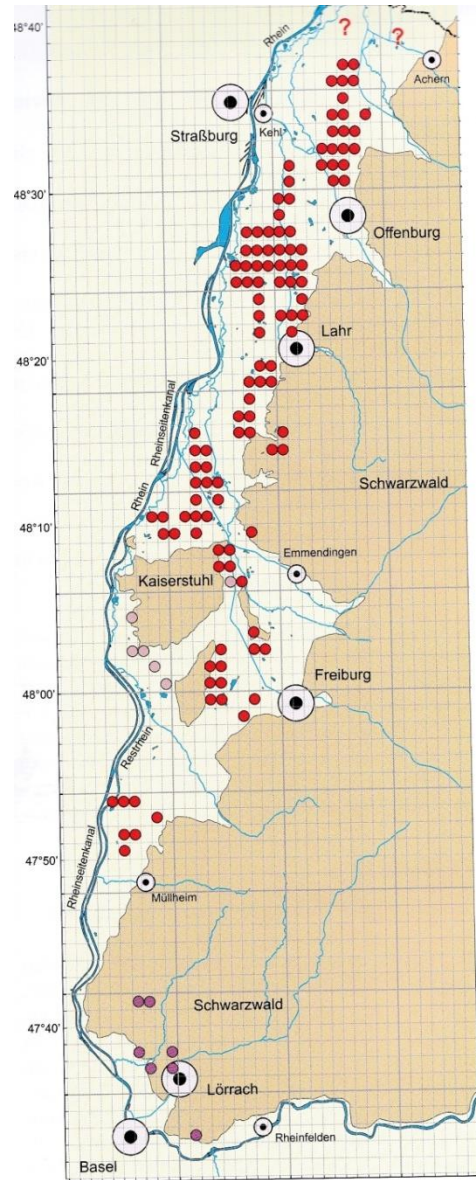 48°40'
Rhein
?
?
Achern
Straßburg
Kehl
48°30'
Offenburg
Lahr
48°20'
Rheinseitenkanal
Schwarzwald
Rhein
48°10'
Emmendingen
Kaiserstuhl
Freiburg
48°00'
Restrhein
Rheinseitenkanal
47°50'
Müllheim
Schwarzwald
47°40'
Lörrach
Rheinfelden
Basel